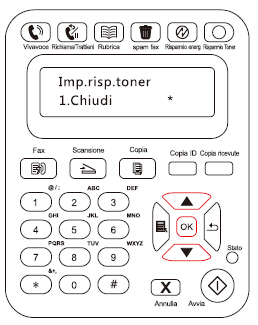 Vivavoce Richiama/Trattieni Rubrica spam fax Risparmio energ Risparmio Toner
Imp.risp.toner
1.Chiudi *
Fax Scansione Copia Copia ID Copia ricevute
@/: ABC DEF
1 2 3
GHI JKL MNO
4 5 6 OK
PQRS TUV WXYZ Stato
7 8 9
&+,
* 0 # X
Annulla Avvia